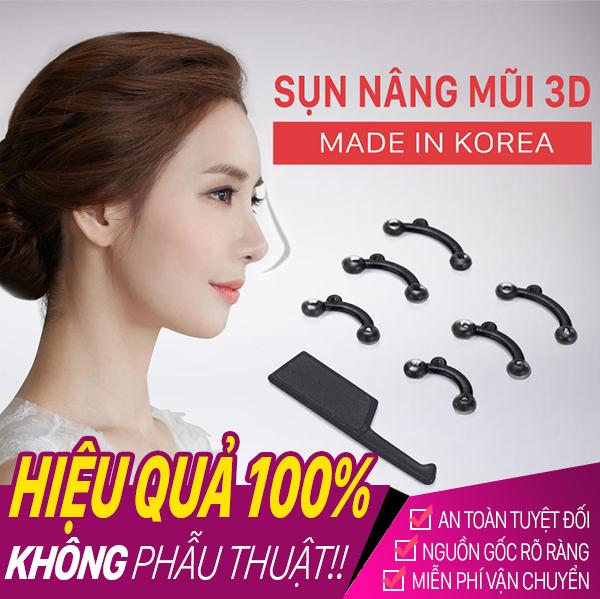 SỤN NÂNG MŨI 3D
MADE IN KOREA
HIỆU QUẢ 100%
KHÔNG PHẪU THUẬT!!
AN TOÀN TUYỆT ĐỐI
NGUỒN GỐC RÕ RÀNG
MIỄN PHÍ VẬN CHUYỂN